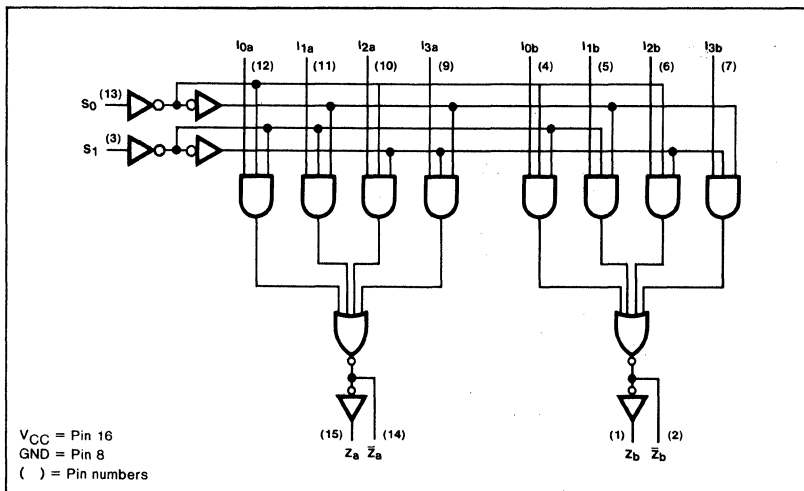 I0a I1a I2a I3a I0b I1b I2b I3b
(12) (11) (10) (9) (4) (5) (6) (7)
S0 (13)
S1 (3)
(15) (14) (1) (2)
Za Z̅a Zb Z̅b
VCC = Pin 16
GND = Pin 8
( ) = Pin numbers